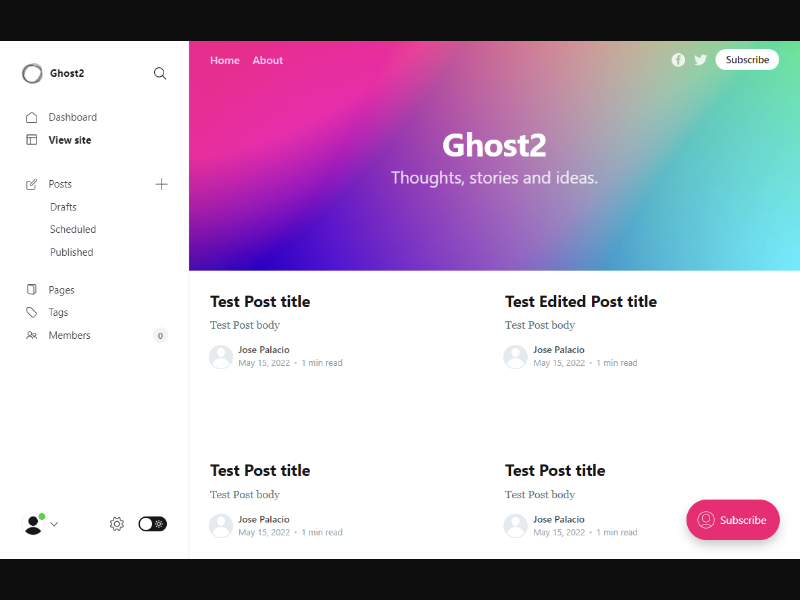 Ghost2
Dashboard
View site
Posts
Drafts
Scheduled
Published
Pages
Tags
Members 0
Home About
Subscribe
Ghost2
Thoughts, stories and ideas.
Test Post title
Test Post body
Jose Palacio
May 15, 2022 • 1 min read
Test Edited Post title
Test Post body
Jose Palacio
May 15, 2022 • 1 min read
Test Post title
Test Post body
Jose Palacio
May 15, 2022 • 1 min read
Test Post title
Test Post body
Jose Palacio
May 15, 2022 • 1 min read
Subscribe